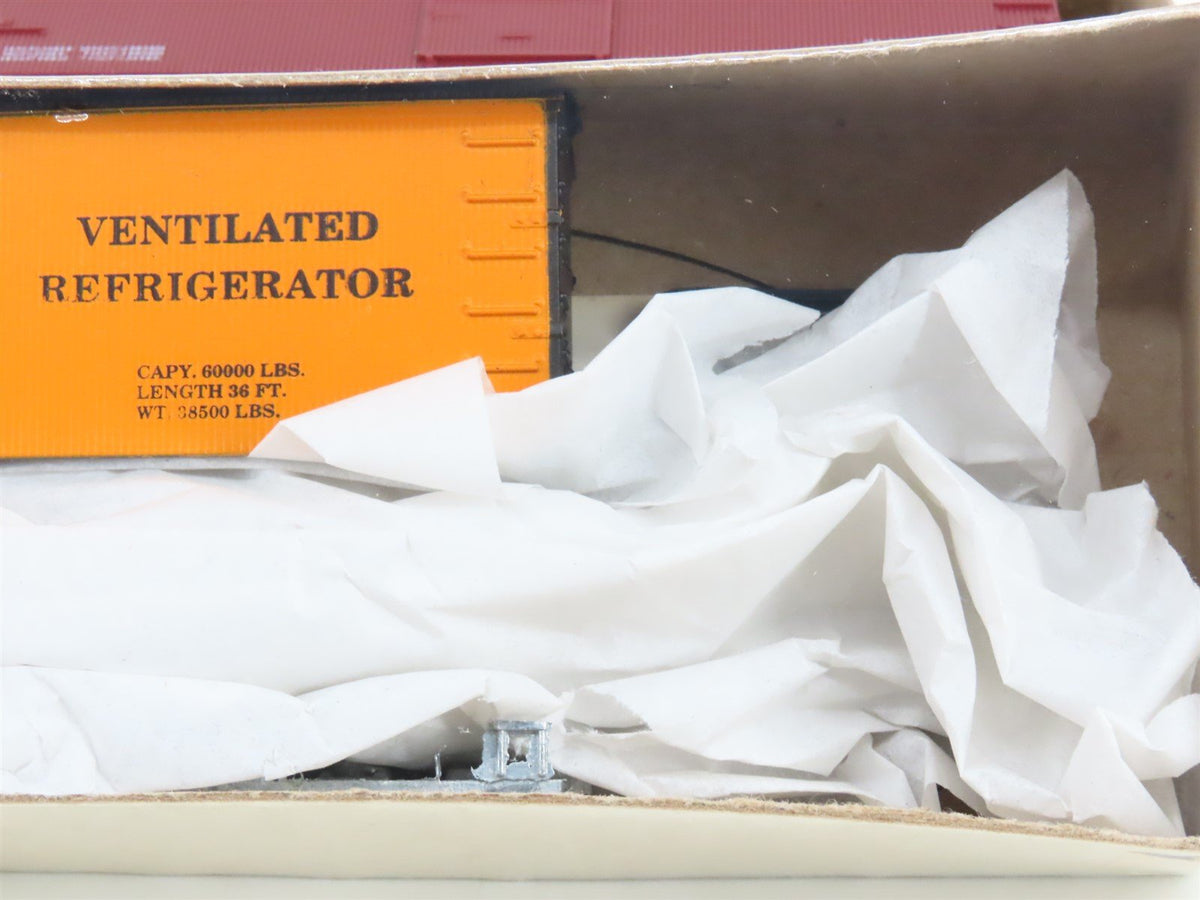 VENTILATED
REFRIGERATOR
CAPY. 60000 LBS.
LENGTH 36 FT.
WT. 38500 LBS.